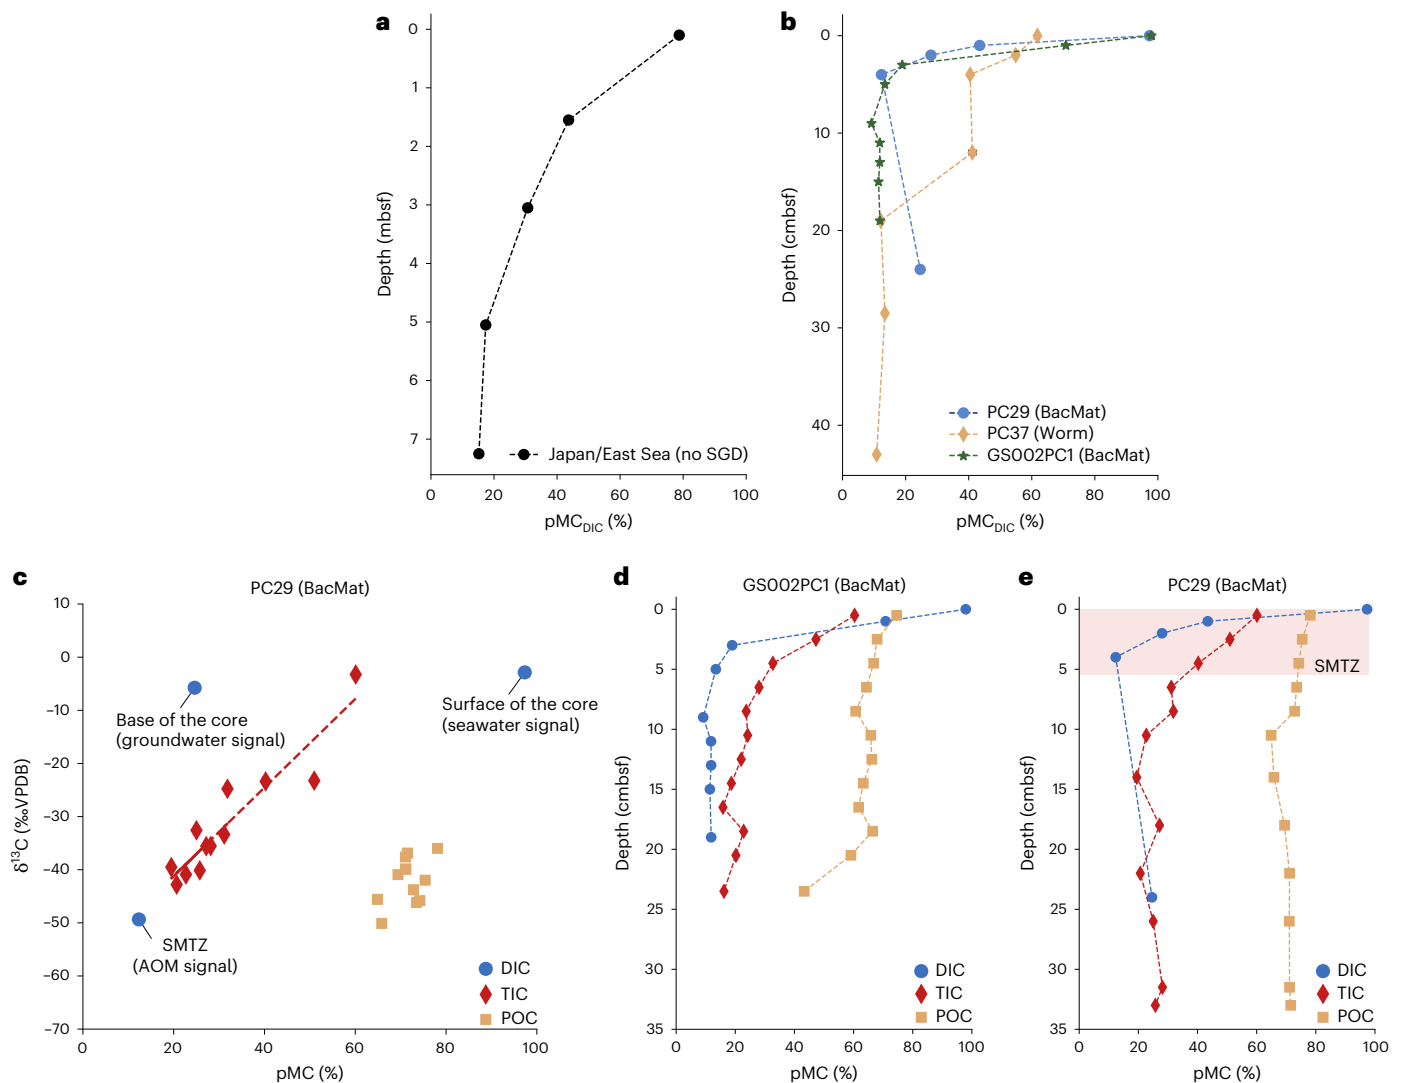 a
0
1
2
3
4
5
6
7
Depth (mbsf)
Japan/East Sea (no SGD)
0 20 40 60 80 100
pMC_DIC (%)
b
0
10
20
30
40
Depth (cmbsf)
PC29 (BacMat)
PC37 (Worm)
GS002PC1 (BacMat)
0 20 40 60 80 100
pMC_DIC (%)
c
PC29 (BacMat)
10
0
–10
–20
–30
–40
–50
–60
–70
δ¹³C (‰VPDB)
Base of the core
(groundwater signal)
Surface of the core
(seawater signal)
SMTZ
(AOM signal)
DIC
TIC
POC
0 20 40 60 80 100
pMC (%)
d
GS002PC1 (BacMat)
0
5
10
15
20
25
30
35
Depth (cmbsf)
DIC
TIC
POC
0 20 40 60 80 100
pMC (%)
e
PC29 (BacMat)
0
5
10
15
20
25
30
35
Depth (cmbsf)
SMTZ
DIC
TIC
POC
0 20 40 60 80 100
pMC (%)